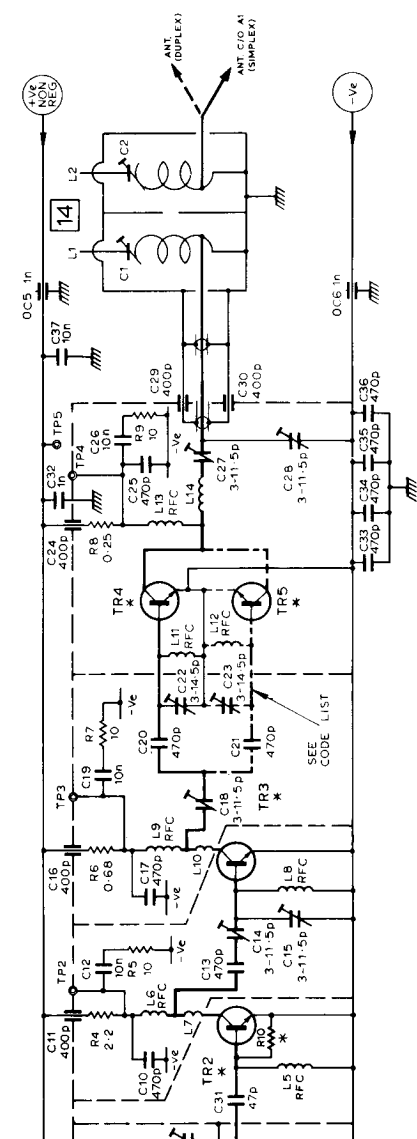 ANT.
(DUPLEX)
ANT. C/O A1
(SIMPLEX)
+Ve
NON
REG
-Ve
L2
C2
14
L1
C1
OC5 1n
OC6 1n
C37
10n
C29
400p
C30
400p
TP5
TP4
C32
1n
C26
10n
R9
10
C25
470p
-Ve
C24
400p
R8
0·25
L13
RFC
L14
C27
3-11·5p
C28
3-11·5p
C36
470p
C35
470p
C34
470p
C33
470p
TR4
*
TR5
*
L11
RFC
L12
RFC
C22
3-14·5p
C23
3-14·5p
C20
470p
C21
470p
SEE
CODE LIST
R7
10
-Ve
C19
10n
TP3
C18
3-11·5p
TR3 *
C16
400p
R6
0·68
L9
RFC
C17
470p
L10
-Ve
L8
RFC
C14
3-11·5p
C15
3-11·5p
C13
470p
TP2
C12
10n
R5
10
-Ve
C11
400p
R4
2·2
L6
RFC
L7
C10
470p
-Ve
TR2
*
R10
*
L5
RFC
C31
47p